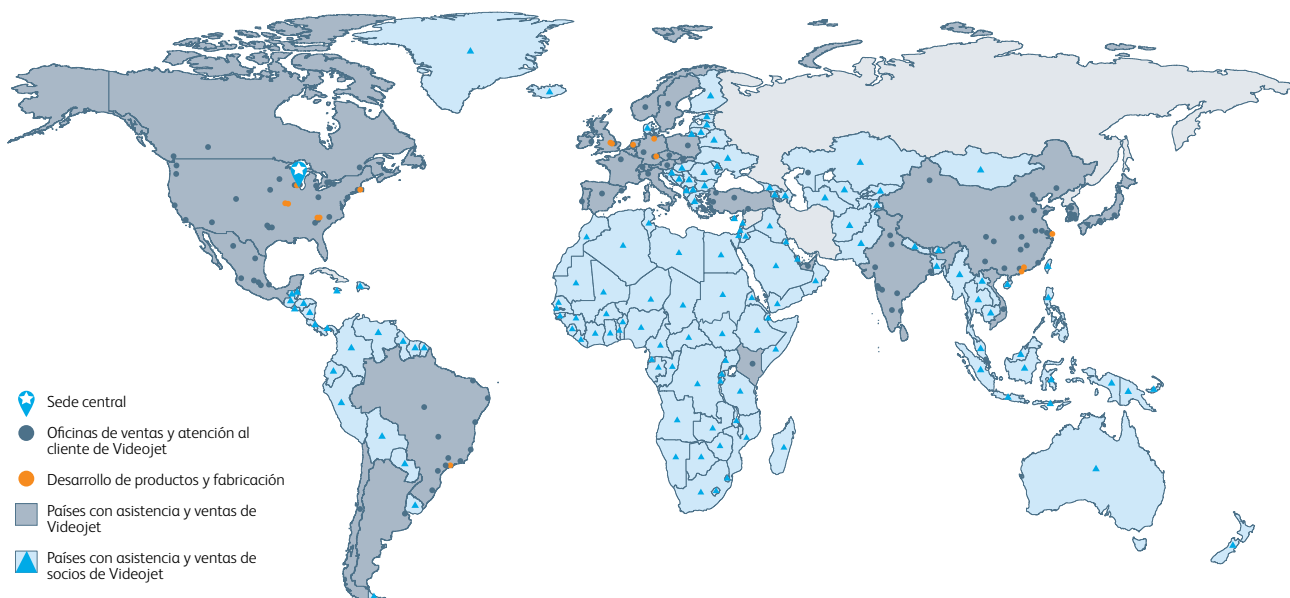 Sede central
Oficinas de ventas y atención al
cliente de Videojet
Desarrollo de productos y fabricación
Países con asistencia y ventas de
Videojet
Países con asistencia y ventas de
socios de Videojet